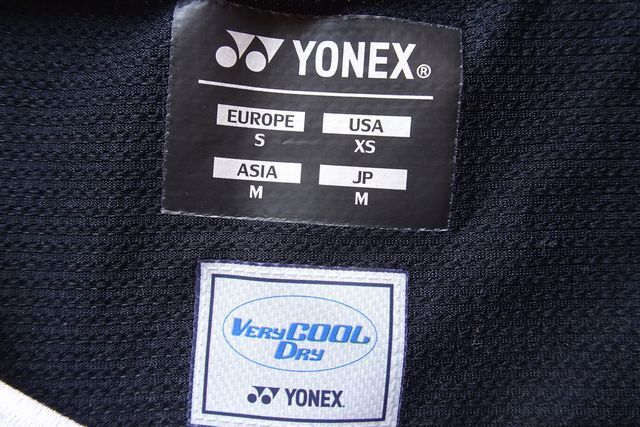 YONEX®
EUROPE USA
S XS
ASIA JP
M M
VERY COOL
DRY
YONEX.